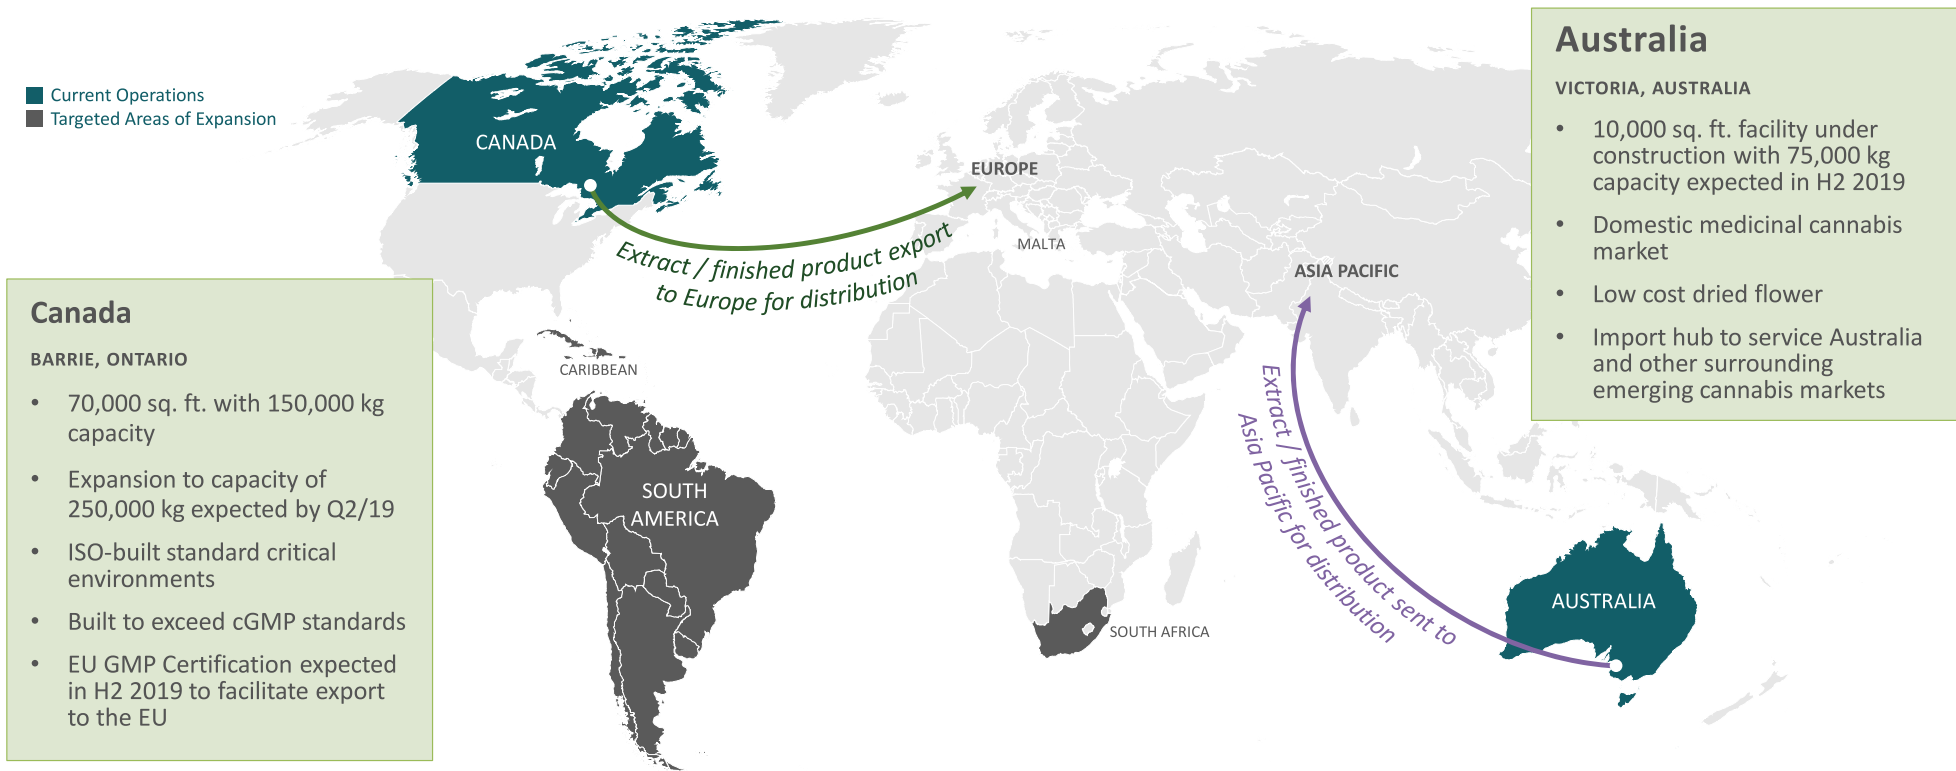 Current Operations
Targeted Areas of Expansion
CANADA
EUROPE
MALTA
ASIA PACIFIC
Extract / finished product export
to Europe for distribution
CARIBBEAN
SOUTH
AMERICA
SOUTH AFRICA
Extract / finished product sent to
Asia Pacific for distribution
AUSTRALIA
Canada
BARRIE, ONTARIO
• 70,000 sq. ft. with 150,000 kg
capacity
• Expansion to capacity of
250,000 kg expected by Q2/19
• ISO-built standard critical
environments
• Built to exceed cGMP standards
• EU GMP Certification expected
in H2 2019 to facilitate export
to the EU
Australia
VICTORIA, AUSTRALIA
• 10,000 sq. ft. facility under
construction with 75,000 kg
capacity expected in H2 2019
• Domestic medicinal cannabis
market
• Low cost dried flower
• Import hub to service Australia
and other surrounding
emerging cannabis markets